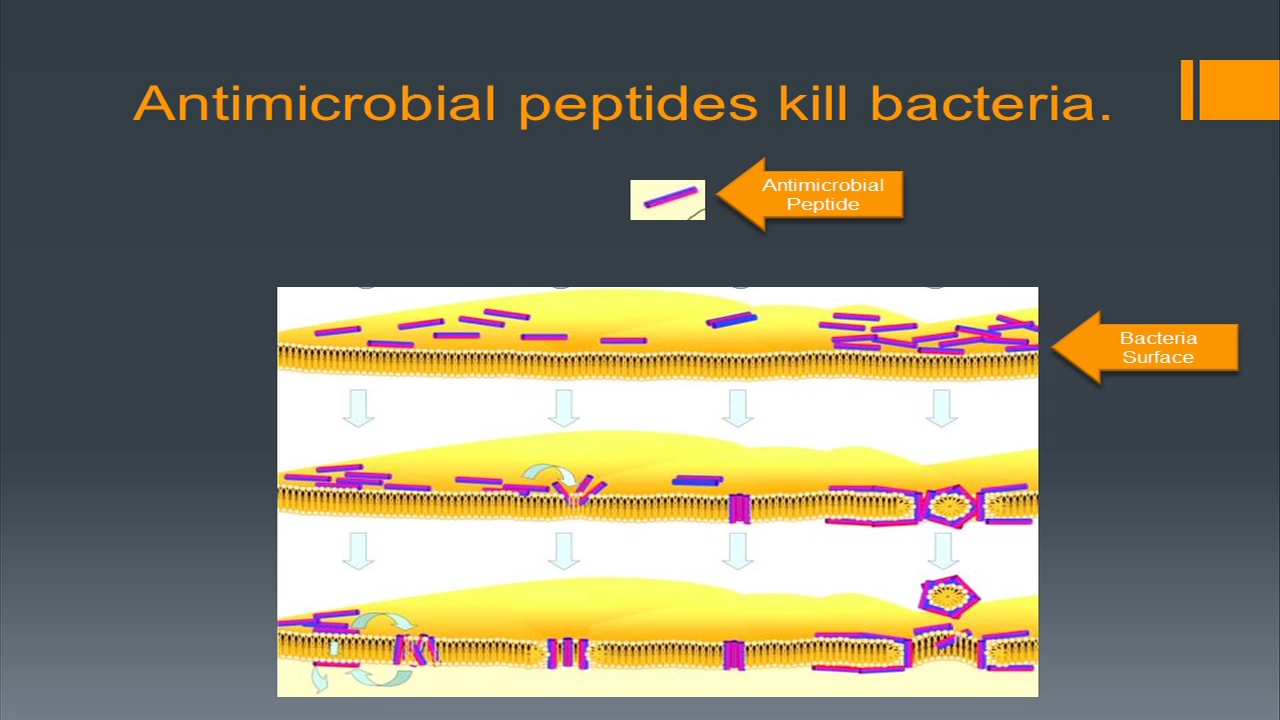 Antimicrobial peptides kill bacteria.
Antimicrobial
Peptide
Bacteria
Surface